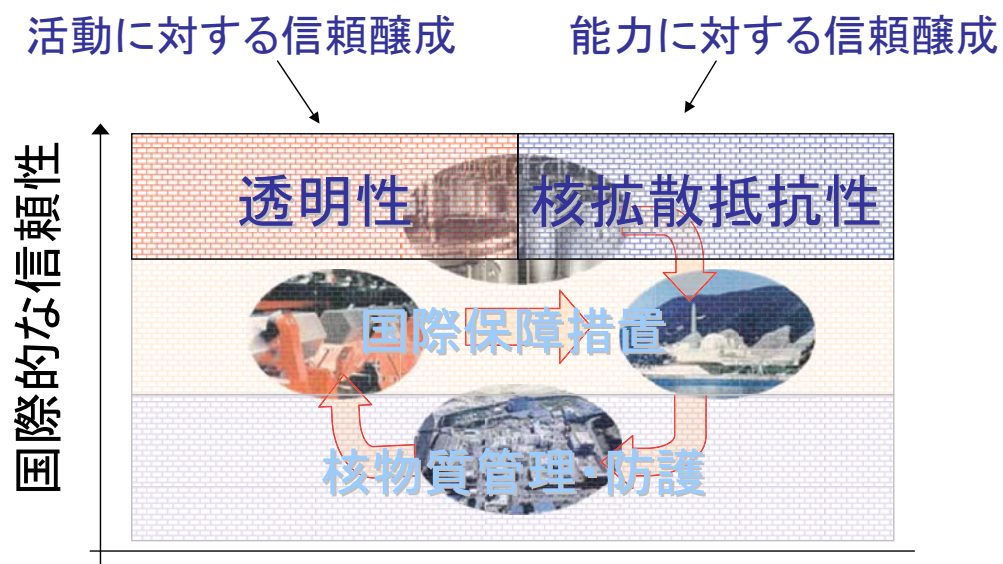 活動に対する信頼醸成
能力に対する信頼醸成
国際的な信頼性
透明性
核拡散抵抗性
国際保障措置
核物質管理・防護